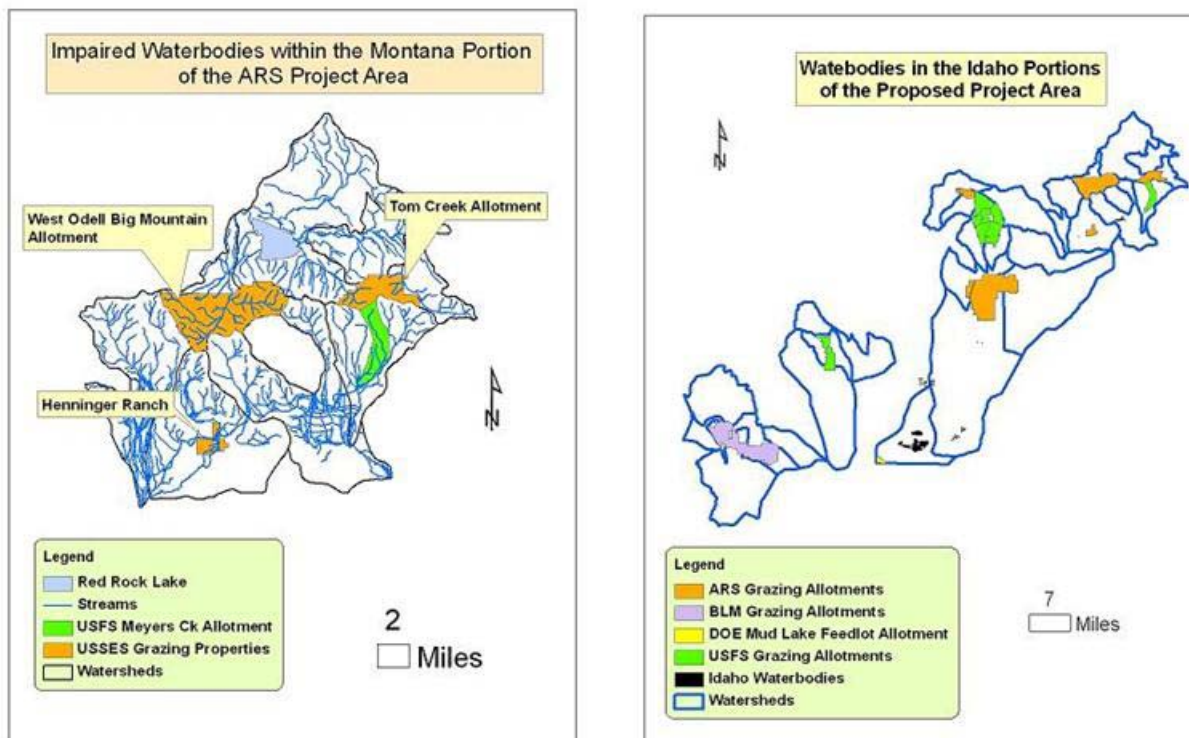 Impaired Waterbodies within the Montana Portion
of the ARS Project Area
West Odell Big Mountain
Allotment
Tom Creek Allotment
Henninger Ranch
N
Legend
Red Rock Lake
Streams
USFS Meyers Ck Allotment
USSES Grazing Properties
Watersheds
2
Miles
Watebodies in the Idaho Portions
of the Proposed Project Area
N
Legend
ARS Grazing Allotments
BLM Grazing Allotments
DOE Mud Lake Feedlot Allotment
USFS Grazing Allotments
Idaho Waterbodies
Watersheds
7
Miles